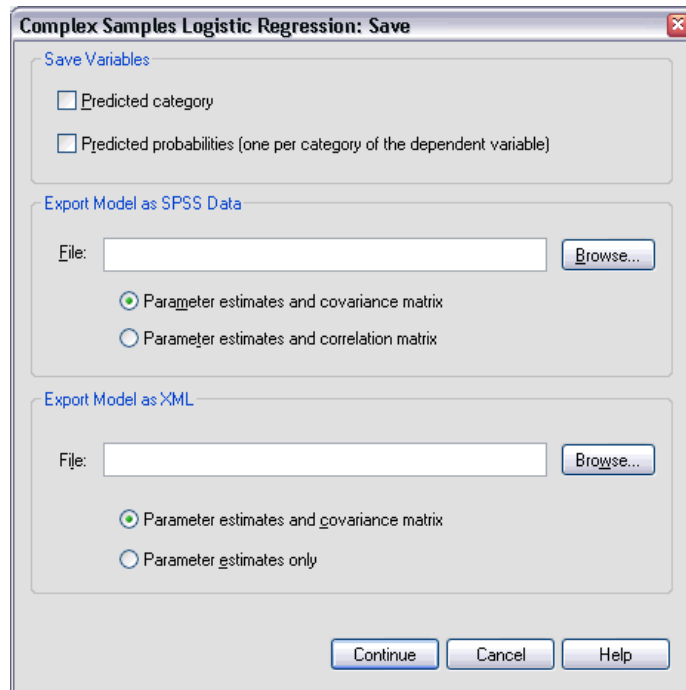 Complex Samples Logistic Regression: Save
Save Variables
Predicted category
Predicted probabilities (one per category of the dependent variable)
Export Model as SPSS Data
File:
Browse...
Parameter estimates and covariance matrix
Parameter estimates and correlation matrix
Export Model as XML
File:
Browse...
Parameter estimates and covariance matrix
Parameter estimates only
Continue Cancel Help